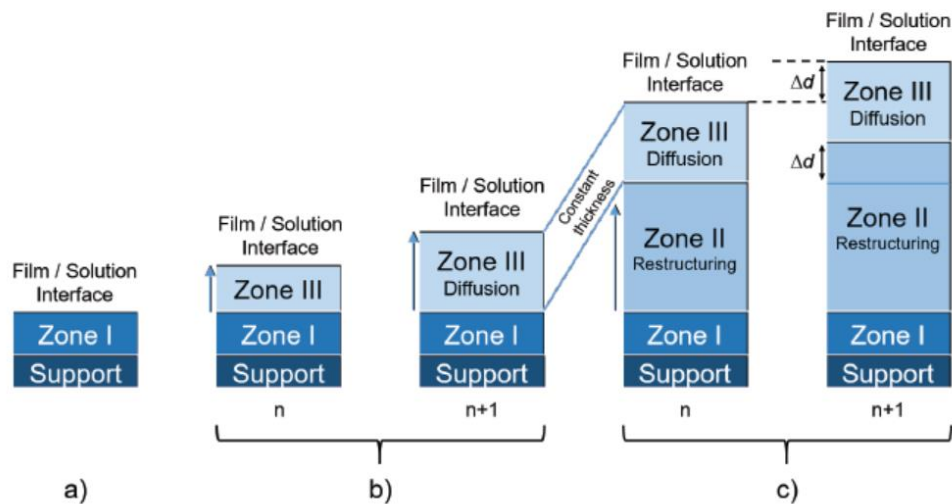 Film / Solution
Interface
Zone I
Support
a)
Film / Solution
Interface
Zone III
Zone I
Support
n
Film / Solution
Interface
Zone III
Diffusion
Zone I
Support
n+1
b)
Constant
thickness
Film / Solution
Interface
Zone III
Diffusion
Zone II
Restructuring
Zone I
Support
n
Film / Solution
Interface
Δd
Zone III
Diffusion
Δd
Zone II
Restructuring
Zone I
Support
n+1
c)